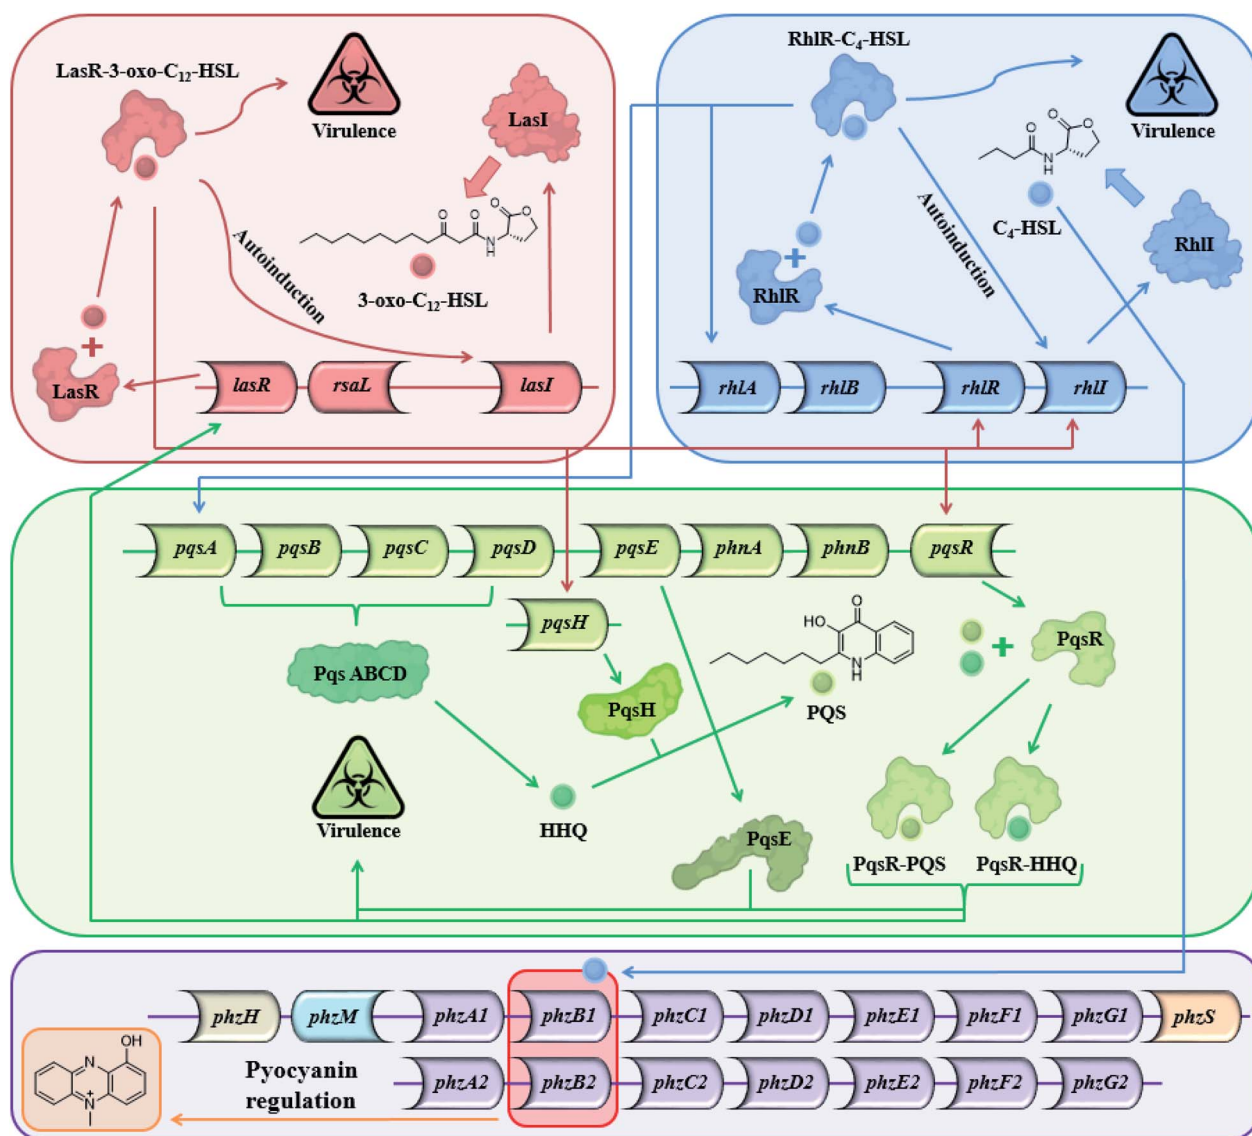 LasR-3-oxo-C12-HSL
Virulence
LasI
O
O
O
O
N
H
3-oxo-C12-HSL
Autoinduction
+
LasR
lasR
rsaL
lasI
RhlR-C4-HSL
Virulence
O
O
O
N
H
C4-HSL
RhlI
Autoinduction
+
RhlR
rhlA
rhlB
rhlR
rhlI
pqsA
pqsB
pqsC
pqsD
pqsE
phnA
phnB
pqsR
pqsH
Pqs ABCD
PqsH
HO
O
N
H
PQS
+
PqsR
Virulence
HHQ
PqsE
PqsR-PQS
PqsR-HHQ
phzH
phzM
phzA1
phzB1
phzC1
phzD1
phzE1
phzF1
phzG1
phzS
OH
N
N+
Pyocyanin
regulation
phzA2
phzB2
phzC2
phzD2
phzE2
phzF2
phzG2